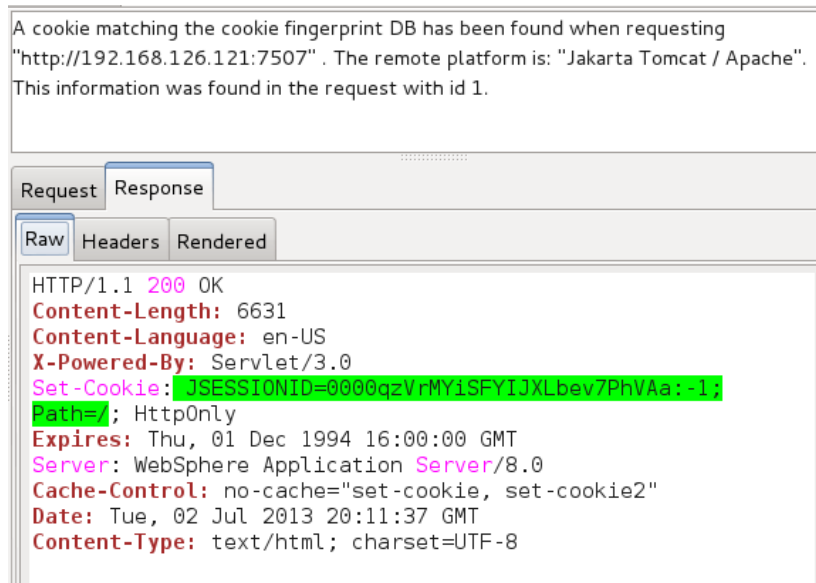 A cookie matching the cookie fingerprint DB has been found when requesting
"http://192.168.126.121:7507" . The remote platform is: "Jakarta Tomcat / Apache".
This information was found in the request with id 1.
Request Response
Raw Headers Rendered
HTTP/1.1 200 OK
Content-Length: 6631
Content-Language: en-US
X-Powered-By: Servlet/3.0
Set-Cookie: JSESSIONID=0000qzVrMYiSFYIJXLbev7PhVAa:-1;
Path=/; HttpOnly
Expires: Thu, 01 Dec 1994 16:00:00 GMT
Server: WebSphere Application Server/8.0
Cache-Control: no-cache="set-cookie, set-cookie2"
Date: Tue, 02 Jul 2013 20:11:37 GMT
Content-Type: text/html; charset=UTF-8